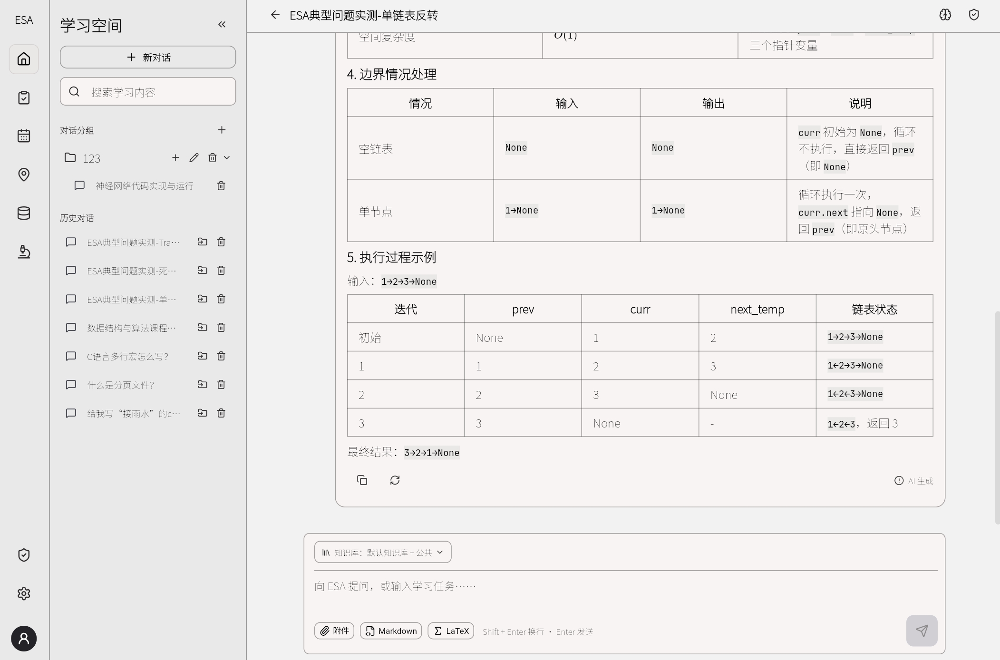 ESA
学习空间
新对话
搜索学习内容
对话分组
123
神经网络代码实现与运行
历史对话
ESA典型问题实测-Tra…
ESA典型问题实测-死…
ESA典型问题实测-单…
数据结构与算法课程…
C语言多行宏怎么写？
什么是分页文件？
给我写“接雨水”的c…
ESA典型问题实测-单链表反转
空间复杂度
O(1)
三个指针变量
4. 边界情况处理
情况 输入 输出 说明
空链表 None None
curr 初始为 None，循环
不执行，直接返回 prev
（即 None）
单节点 1→None 1→None
循环执行一次，
curr.next 指向 None，返
回 prev（即原头节点）
5. 执行过程示例
输入：1→2→3→None
迭代 prev curr next_temp 链表状态
初始 None 1 2 1→2→3→None
1 1 2 3 1←2→3→None
2 2 3 None 1←2←3→None
3 3 None - 1←2←3，返回 3
最终结果：3→2→1→None
AI 生成
知识库：默认知识库 + 公共
向 ESA 提问，或输入学习任务……
附件 Markdown LaTeX Shift + Enter 换行 · Enter 发送